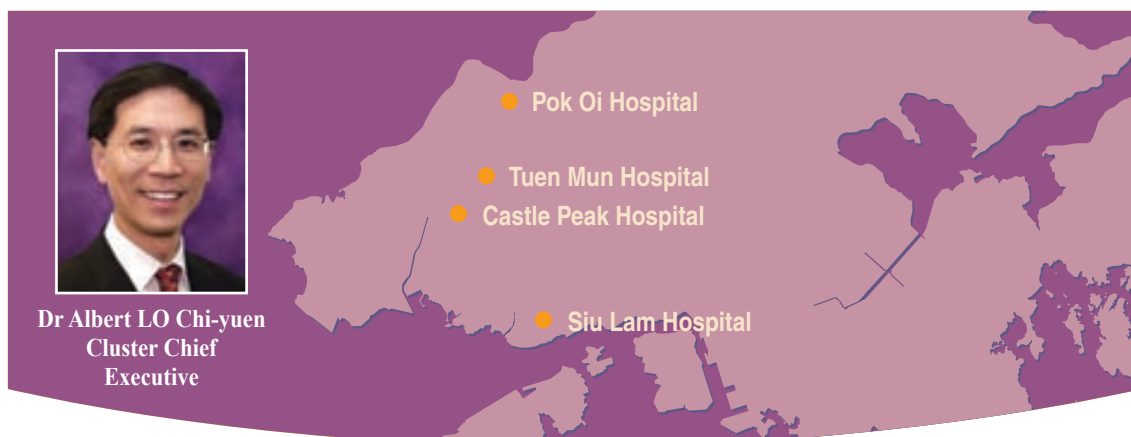 Pok Oi Hospital
Tuen Mun Hospital
Castle Peak Hospital
Siu Lam Hospital
Dr Albert LO Chi-yuen
Cluster Chief
Executive